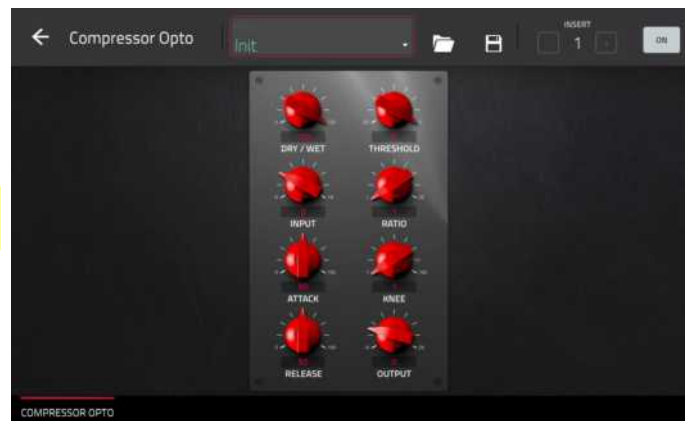 Compressor Opto
Init
INSERT
1
ON
DRY / WET
THRESHOLD
INPUT
RATIO
ATTACK
KNEE
RELEASE
OUTPUT
COMPRESSOR OPTO